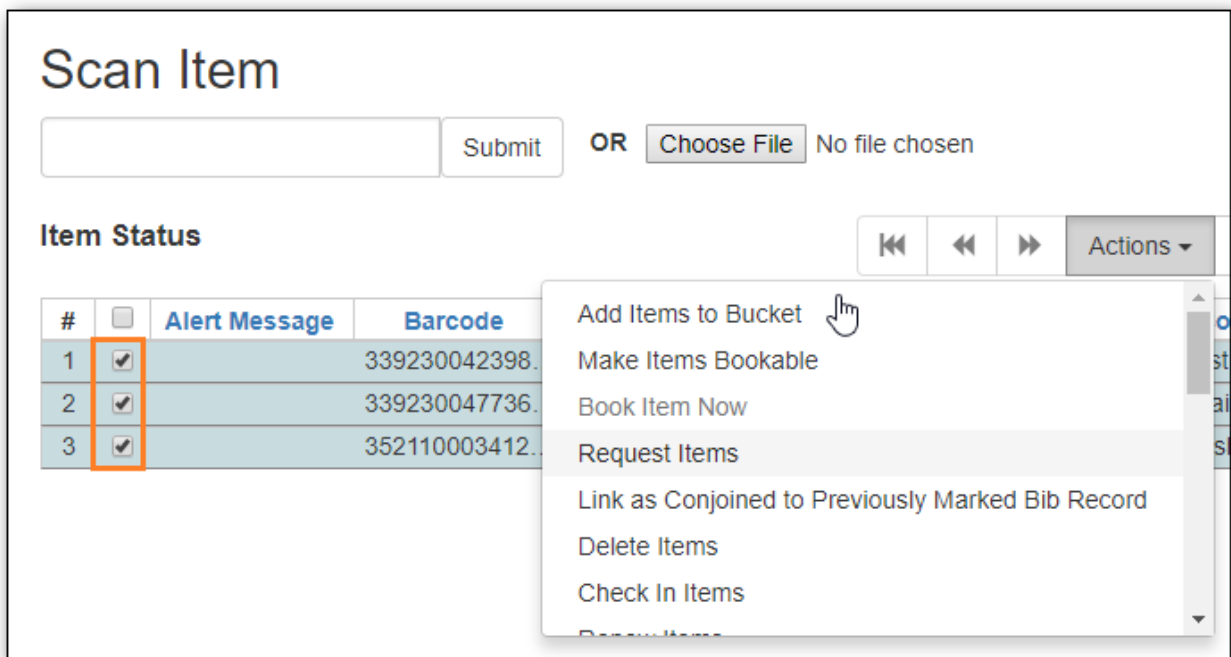 Scan Item
Submit OR Choose File No file chosen
Item Status
Actions
# Alert Message Barcode
1 339230042398...
2 339230047736...
3 352110003412...
Add Items to Bucket
Make Items Bookable
Book Item Now
Request Items
Link as Conjoined to Previously Marked Bib Record
Delete Items
Check In Items
Renew Items